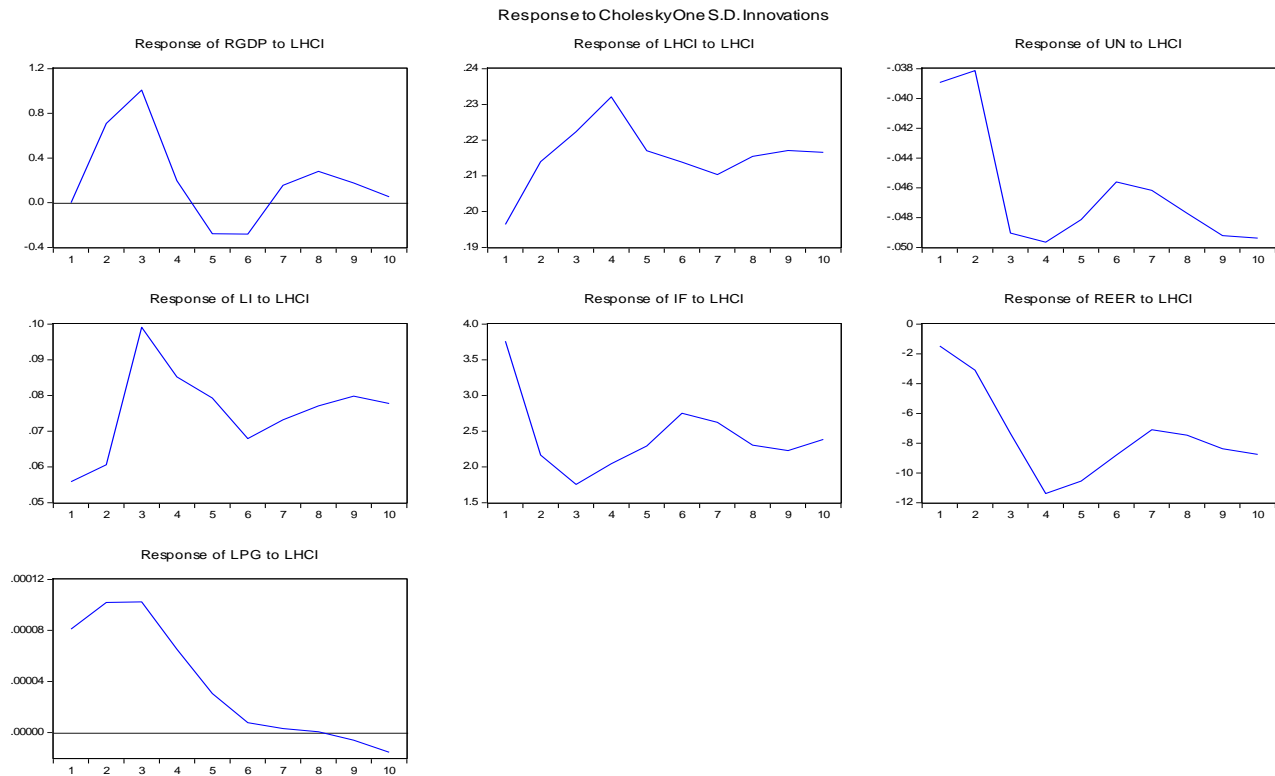 Response to Cholesky One S.D. Innovations
Response of RGDP to LHCI
1.2
0.8
0.4
0.0
-0.4
1 2 3 4 5 6 7 8 9 10
Response of LHCI to LHCI
.24
.23
.22
.21
.20
.19
1 2 3 4 5 6 7 8 9 10
Response of UN to LHCI
-.038
-.040
-.042
-.044
-.046
-.048
-.050
1 2 3 4 5 6 7 8 9 10
Response of LI to LHCI
.10
.09
.08
.07
.06
.05
1 2 3 4 5 6 7 8 9 10
Response of IF to LHCI
4.0
3.5
3.0
2.5
2.0
1.5
1 2 3 4 5 6 7 8 9 10
Response of REER to LHCI
0
-2
-4
-6
-8
-10
-12
1 2 3 4 5 6 7 8 9 10
Response of LPG to LHCI
.00012
.00008
.00004
.00000
1 2 3 4 5 6 7 8 9 10